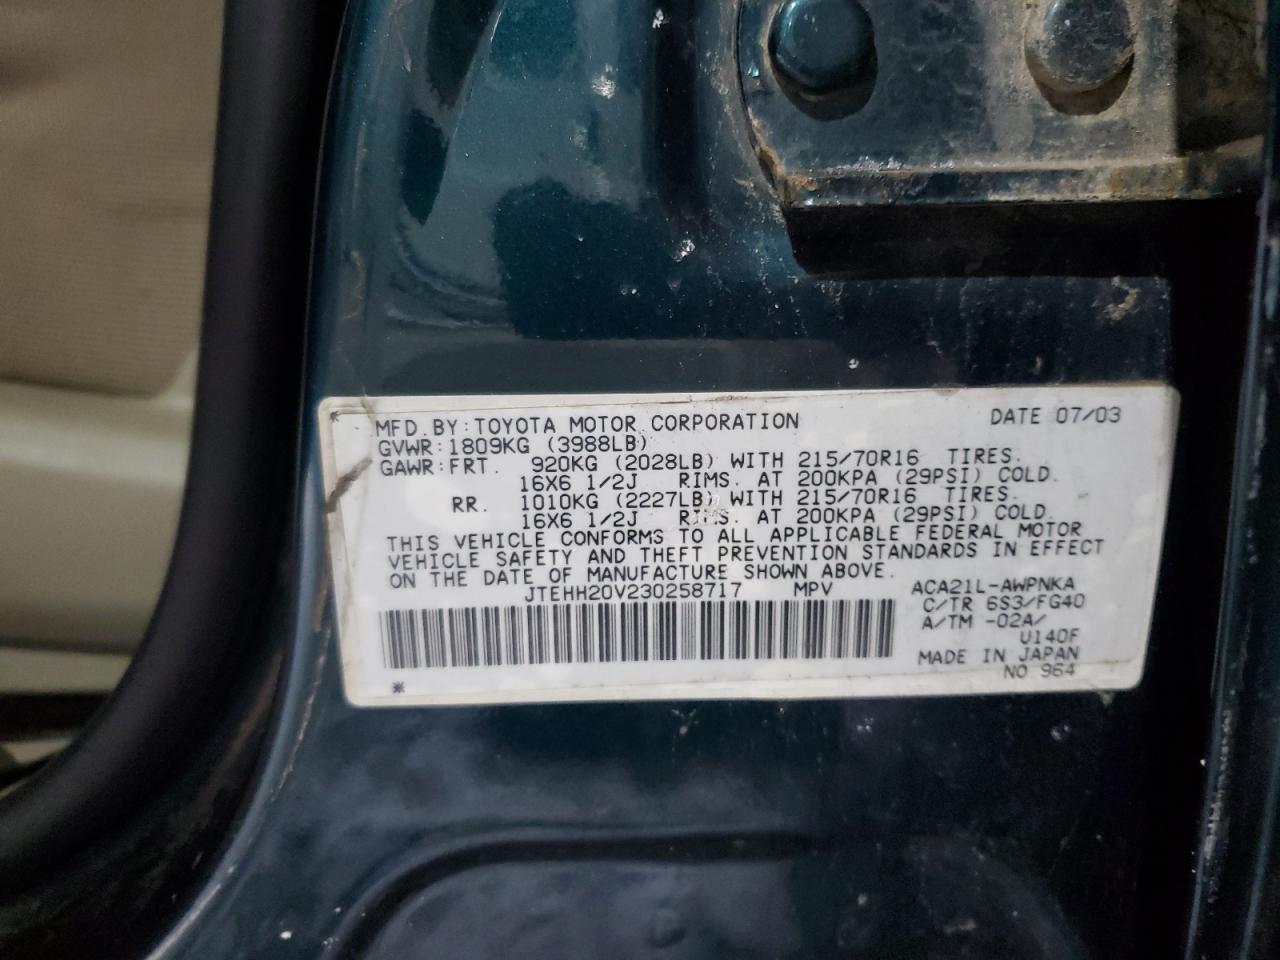 MFD. BY: TOYOTA MOTOR CORPORATION DATE 07/03
GVWR: 1809KG (3988LB)
GAWR: FRT. 920KG (2028LB) WITH 215/70R16 TIRES.
16X6 1/2J RIMS. AT 200KPA (29PSI) COLD.
RR. 1010KG (2227LB) WITH 215/70R16 TIRES.
16X6 1/2J RIMS. AT 200KPA (29PSI) COLD.
THIS VEHICLE CONFORMS TO ALL APPLICABLE FEDERAL MOTOR
VEHICLE SAFETY AND THEFT PREVENTION STANDARDS IN EFFECT
ON THE DATE OF MANUFACTURE SHOWN ABOVE.
JTEHH20V230258717 MPV ACA21L-AWPNKA
C/TR 6S3/FG40
A/TM -02A/
U140F
MADE IN JAPAN
NO 964